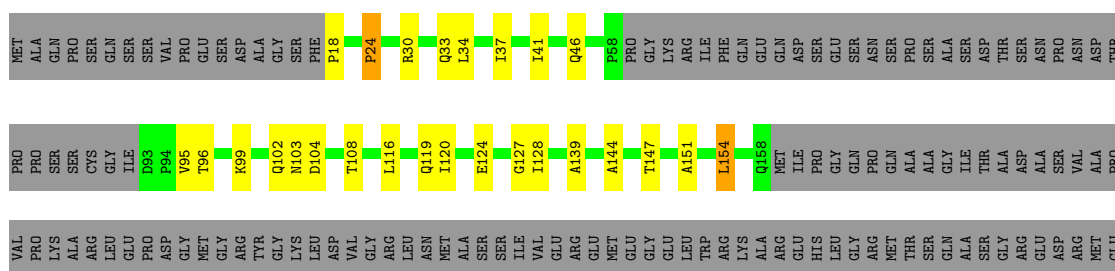 MET ALA GLN PRO SER GLN SER SER VAL PRO GLU SER ASP ALA GLY SER PHE P18 P24 R30 Q33 L34 I37 I41 Q46 P58 PRO GLY LYS ARG ILE PHE GLU GLU GLN ASP SER GLU SER ASN SER PRO SER ALA SER ASP THR SER ASN PRO ASN ASP THR
PRO PRO SER SER CYS GLY ILE D93 P94 V95 T96 K99 Q102 N103 D104 T108 L116 Q119 I120 E124 G127 I128 A139 A144 T147 A151 L154 Q158 MET ILE PRO GLY GLN PRO GLN ALA ALA GLY ILE THR ALA ASP ALA SER VAL ALA PRO
VAL PRO LYS ALA ARG LEU GLU PRO ASP GLY MET GLY ARG TYR GLY LYS LEU ASP VAL GLY ARG LEU ASN MET ALA SER SER ILE VAL GLU ARG GLU MET GLU GLY GLU LEU TRP ARG LYS ALA ARG GLU HIS LEU GLY ARG MET THR SER GLN ALA SER GLY ARG GLU ASP ARG MET GLU